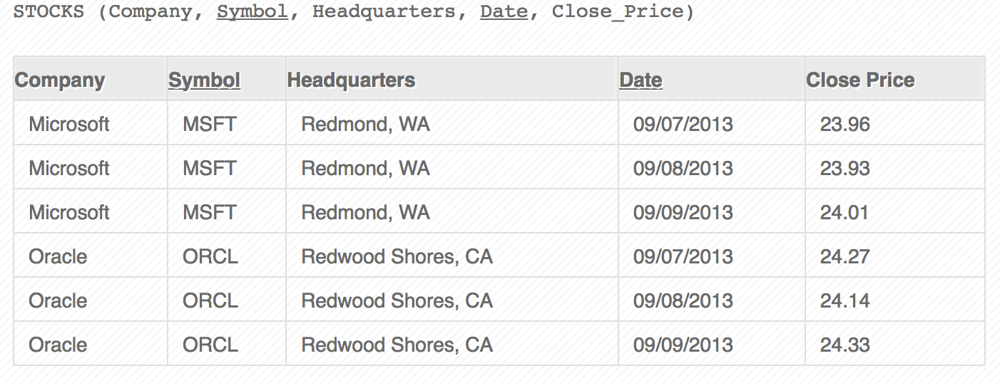 STOCKS (Company, Symbol, Headquarters, Date, Close_Price)
Company Symbol Headquarters Date Close Price
Microsoft MSFT Redmond, WA 09/07/2013 23.96
Microsoft MSFT Redmond, WA 09/08/2013 23.93
Microsoft MSFT Redmond, WA 09/09/2013 24.01
Oracle ORCL Redwood Shores, CA 09/07/2013 24.27
Oracle ORCL Redwood Shores, CA 09/08/2013 24.14
Oracle ORCL Redwood Shores, CA 09/09/2013 24.33